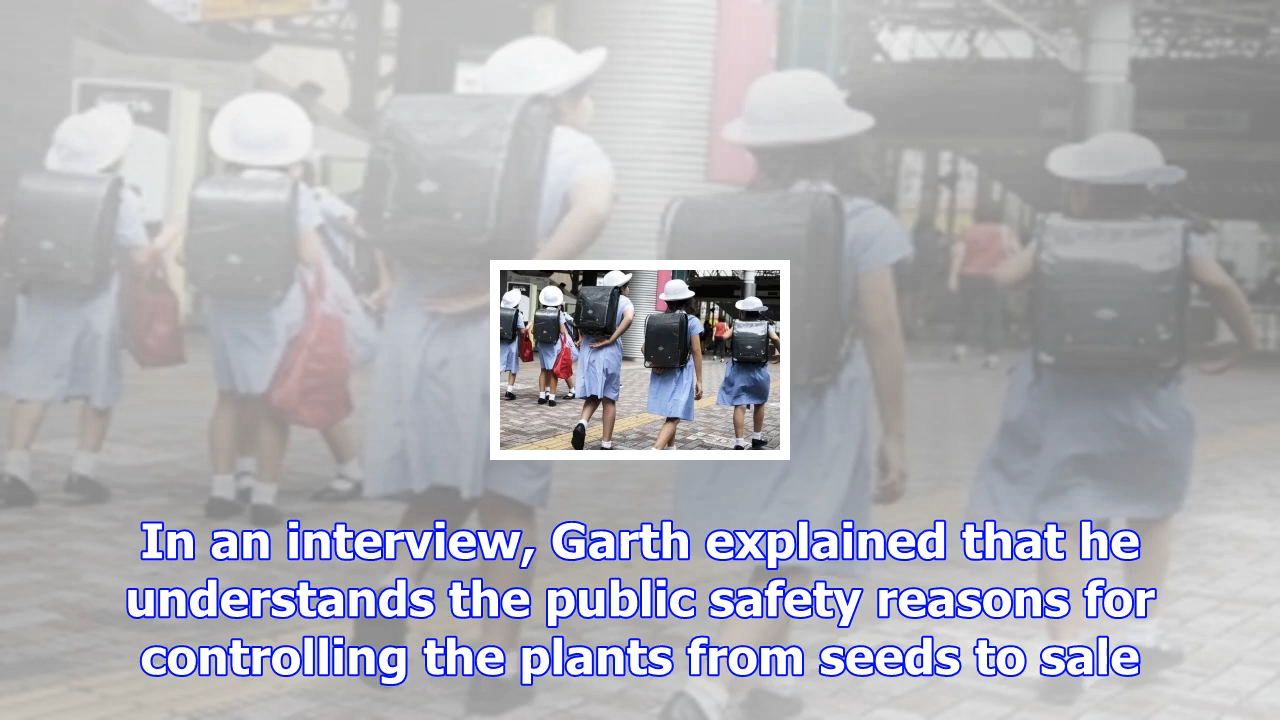 In an interview, Garth explained that he
understands the public safety reasons for
controlling the plants from seeds to sale